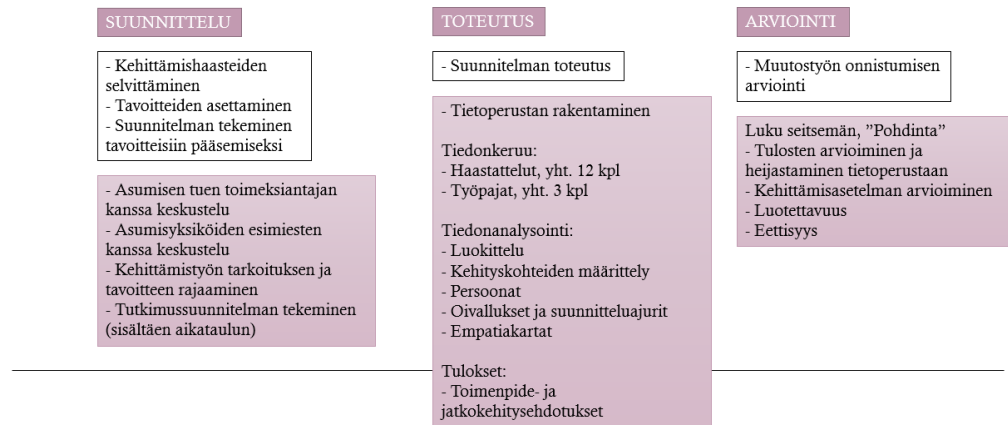 SUUNNITTELU
- Kehittämishaasteiden
selvittäminen
- Tavoitteiden asettaminen
- Suunnitelman tekeminen
tavoitteisiin pääsemiseksi
- Asumisen tuen toimeksiantajan
kanssa keskustelu
- Asumisyksiköiden esimiesten
kanssa keskustelu
- Kehittämistyön tarkoituksen ja
tavoitteen rajaaminen
- Tutkimussuunnitelman tekeminen
(sisältäen aikataulun)
TOTEUTUS
- Suunnitelman toteutus
- Tietoperustan rakentaminen
Tiedonkeruu:
- Haastattelut, yht. 12 kpl
- Työpajat, yht. 3 kpl
Tiedonanalysointi:
- Luokittelu
- Kehityskohteiden määrittely
- Persoonat
- Oivallukset ja suunnitteluajurit
- Empatiakartat
Tulokset:
- Toimenpide- ja
jatkokehitysehdotukset
ARVIOINTI
- Muutostyön onnistumisen
arviointi
Luku seitsemän, ”Pohdinta”
- Tulosten arvioiminen ja
heijastaminen tietoperustaan
- Kehittämisasetelman arvioiminen
- Luotettavuus
- Eettisyys